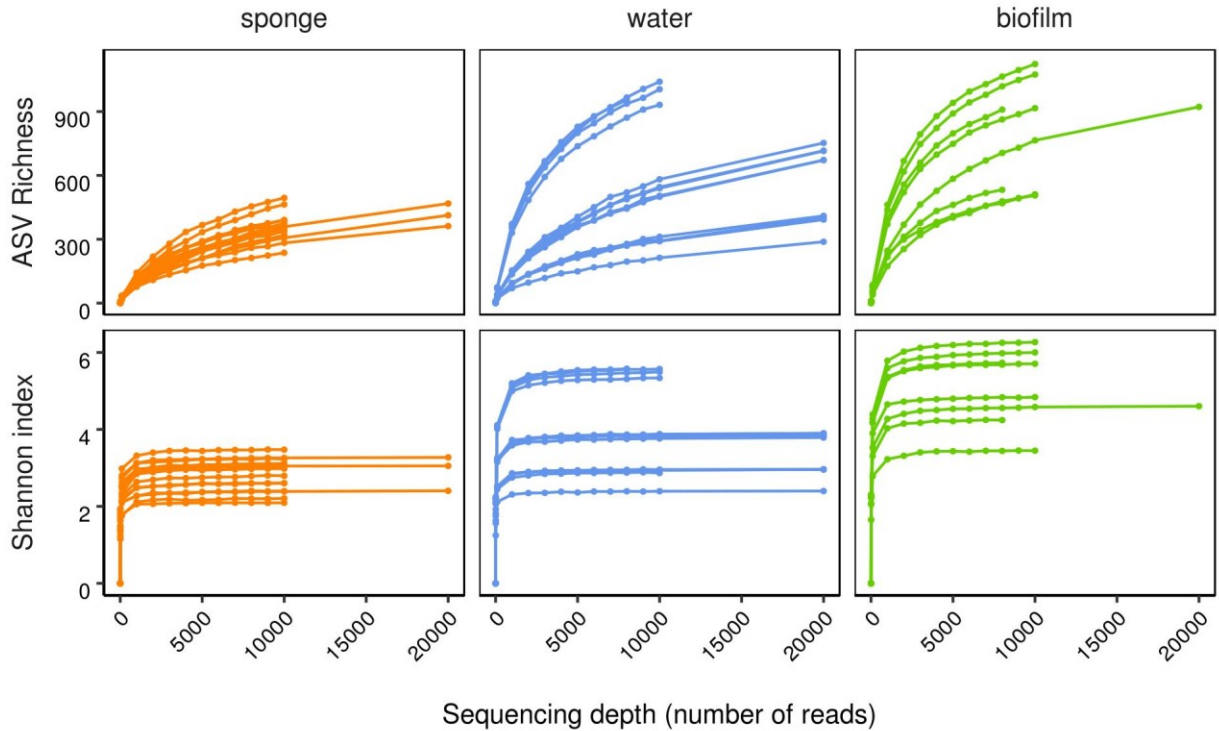 sponge water biofilm
ASV Richness
900
600
300
0
Shannon index
6
4
2
0
0 5000 10000 15000 20000 0 5000 10000 15000 20000 0 5000 10000 15000 20000
Sequencing depth (number of reads)